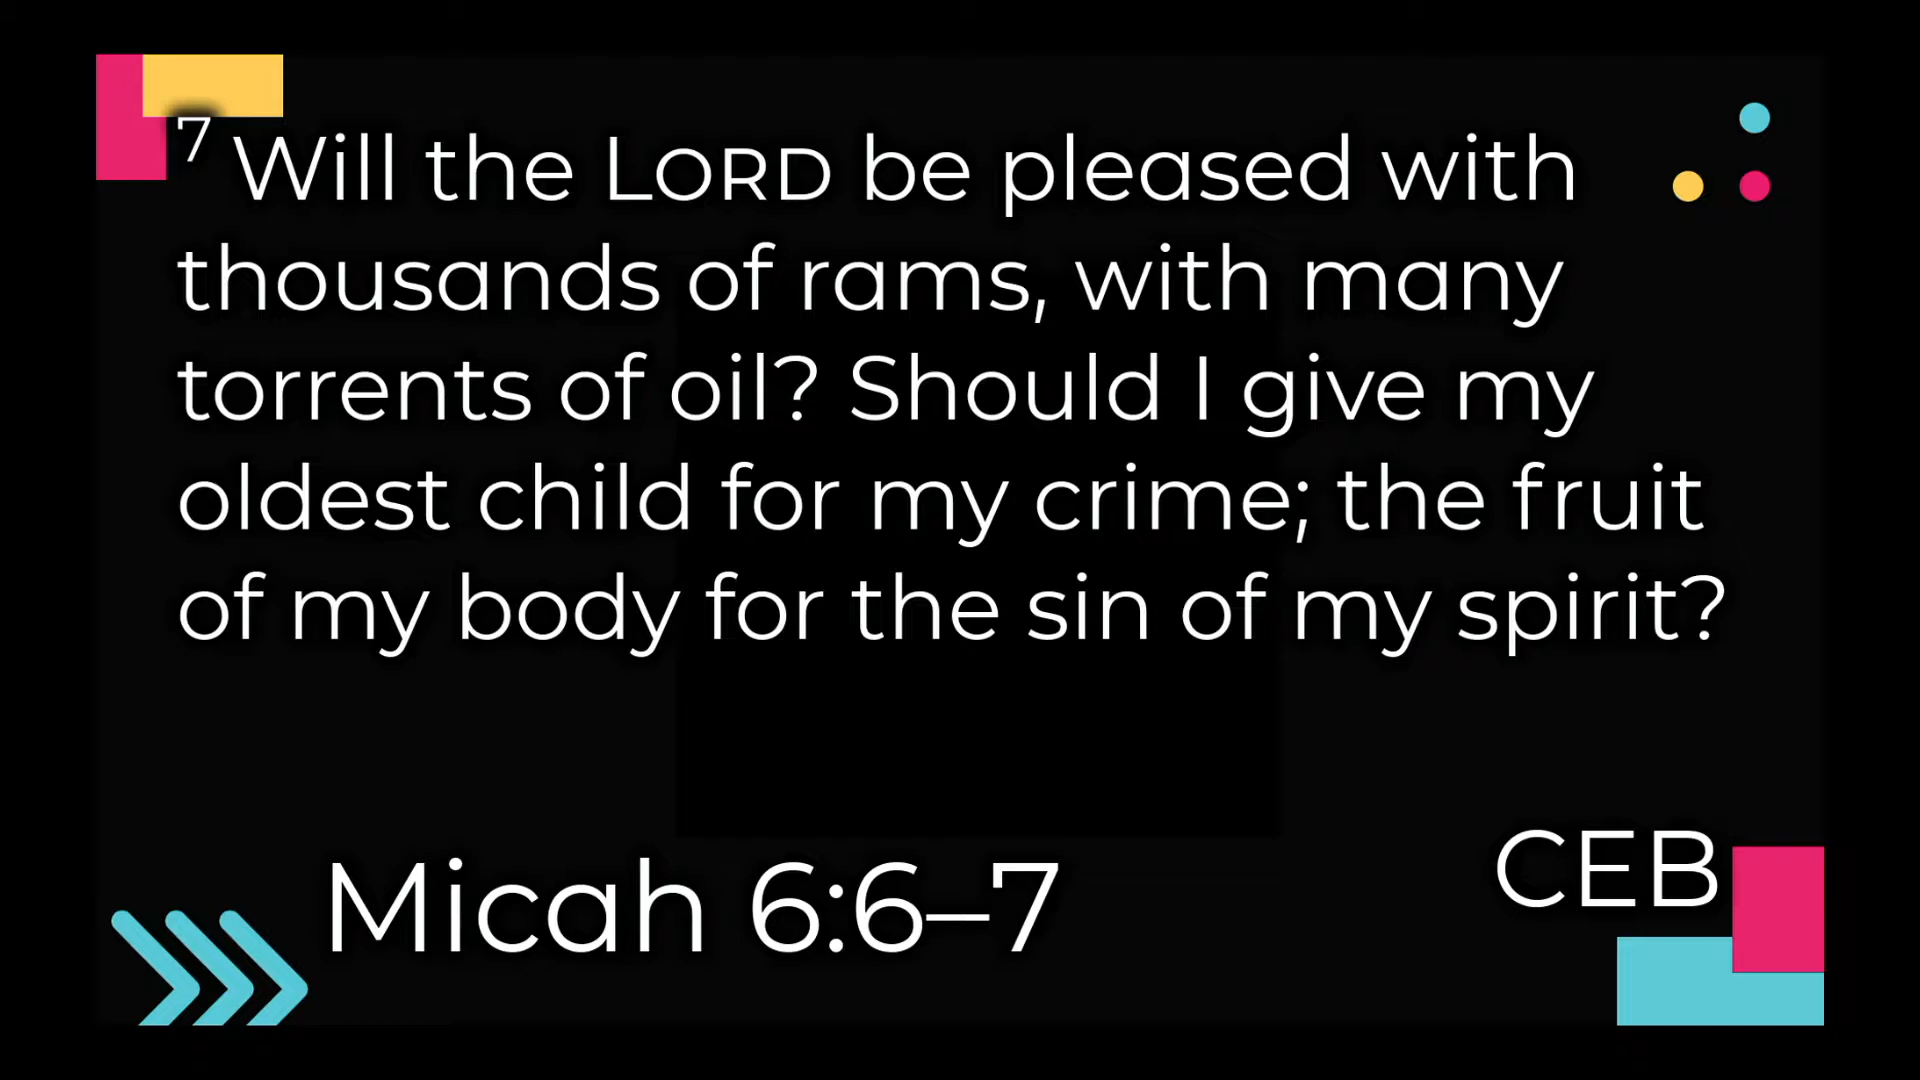 7 Will the LORD be pleased with
thousands of rams, with many
torrents of oil? Should I give my
oldest child for my crime; the fruit
of my body for the sin of my spirit?
Micah 6:6–7
CEB